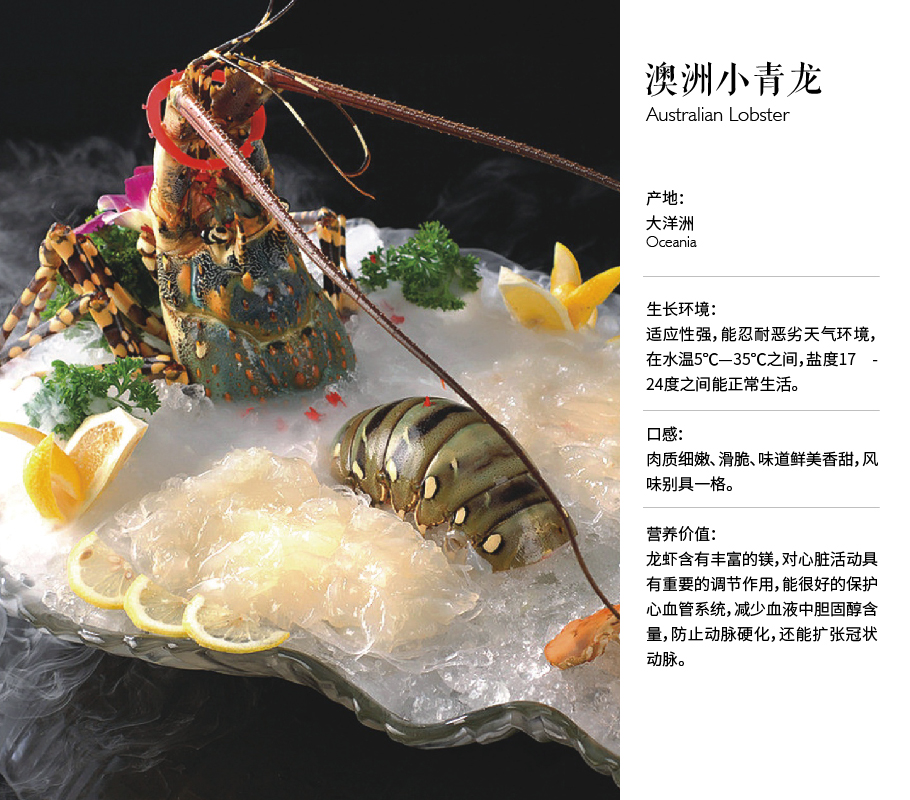 澳洲小青龙
Australian Lobster
产地：
大洋洲
Oceania
生长环境：
适应性强，能忍耐恶劣天气环境，
在水温5℃—35℃之间，盐度17　-
24度之间能正常生活。
口感：
肉质细嫩、滑脆、味道鲜美香甜，风
味别具一格。
营养价值：
龙虾含有丰富的镁，对心脏活动具
有重要的调节作用，能很好的保护
心血管系统，减少血液中胆固醇含
量，防止动脉硬化，还能扩张冠状
动脉。